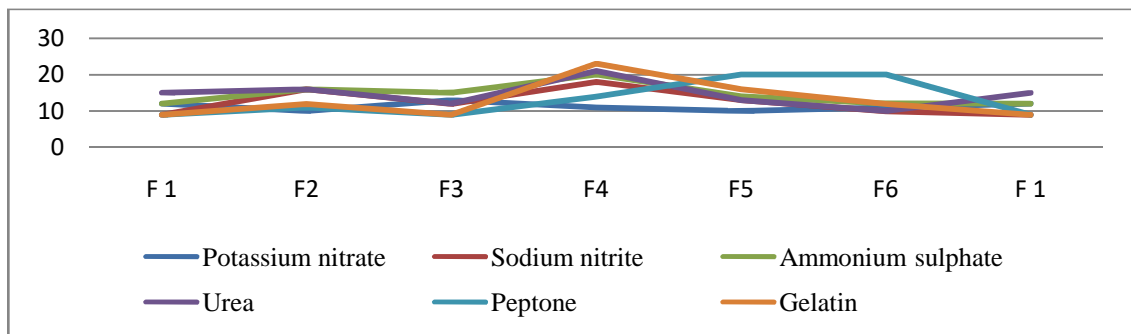 30
20
10
0
F 1 F2 F3 F4 F5 F6 F 1
Potassium nitrate Sodium nitrite Ammonium sulphate
Urea Peptone Gelatin